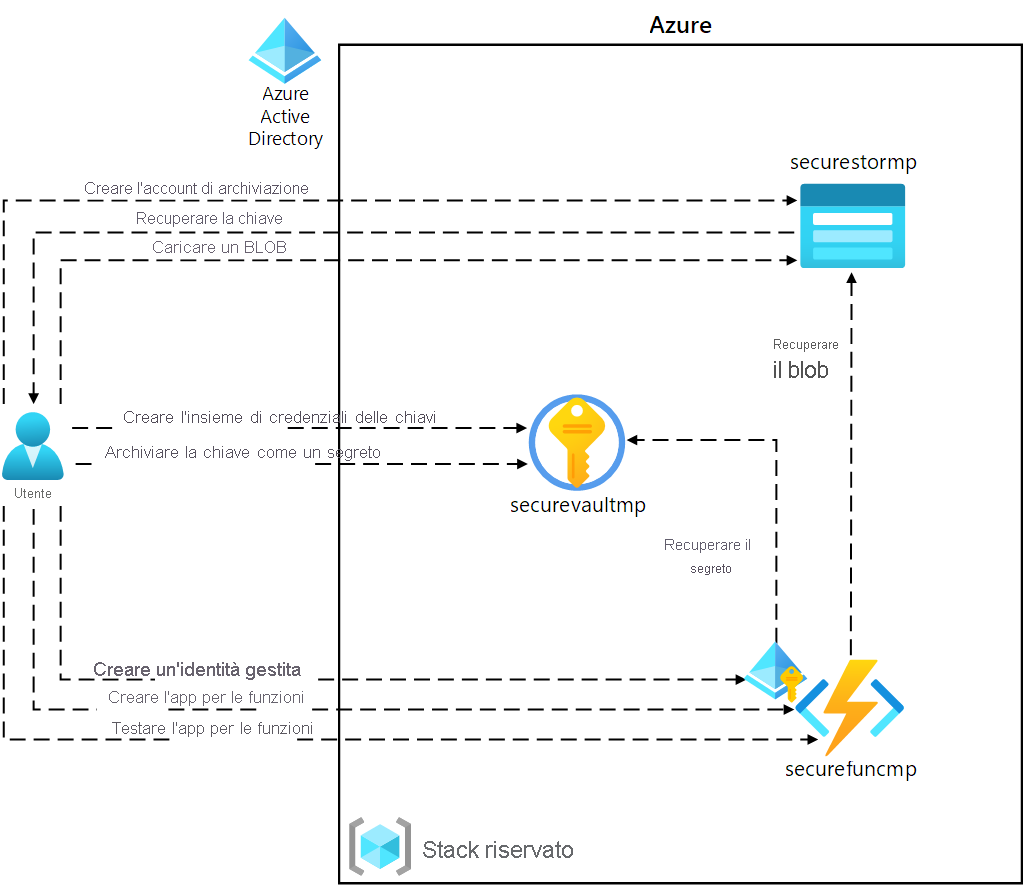 Azure
Azure
Active
Directory
securestormp
Creare l'account di archiviazione
Recuperare la chiave
Caricare un BLOB
Recuperare
il blob
Creare l'insieme di credenziali delle chiavi
Archiviare la chiave come un segreto
Utente
securevaultmp
Recuperare il
segreto
Creare un'identità gestita
Creare l'app per le funzioni
Testare l'app per le funzioni
securefuncmp
Stack riservato